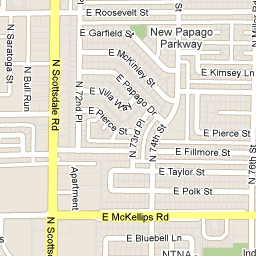 E Roosevelt St
E Garfield St
New Papago
Parkway
E McKinley St
N Saratoga St
N Bull Run
N Scottsdale Rd
N 72nd Pl
E Kimsey Ln
E Papago Dr
E Villa Way
E Pierce St
E Pierce St
N 73rd Pl
N 74th St
E Fillmore St
N 76th St
Apartment
E Taylor St
E Polk St
E McKellips Rd
N Scotts
E Bluebell Ln
NTNA
Ind